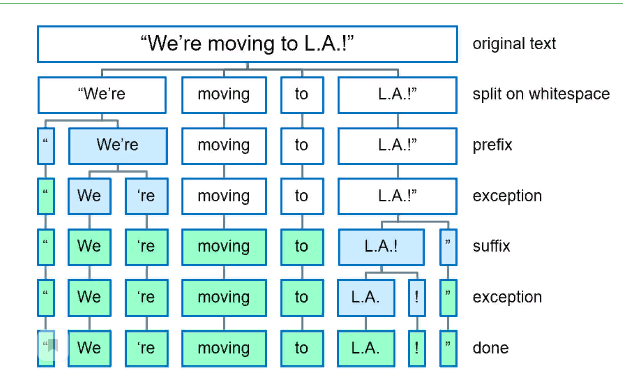 “We’re moving to L.A.!” original text
“We’re moving to L.A.!” split on whitespace
“ We’re moving to L.A.!” prefix
“ We ’re moving to L.A.!” exception
“ We ’re moving to L.A.! ” suffix
“ We ’re moving to L.A. ! ” exception
“ We ’re moving to L.A. ! ” done